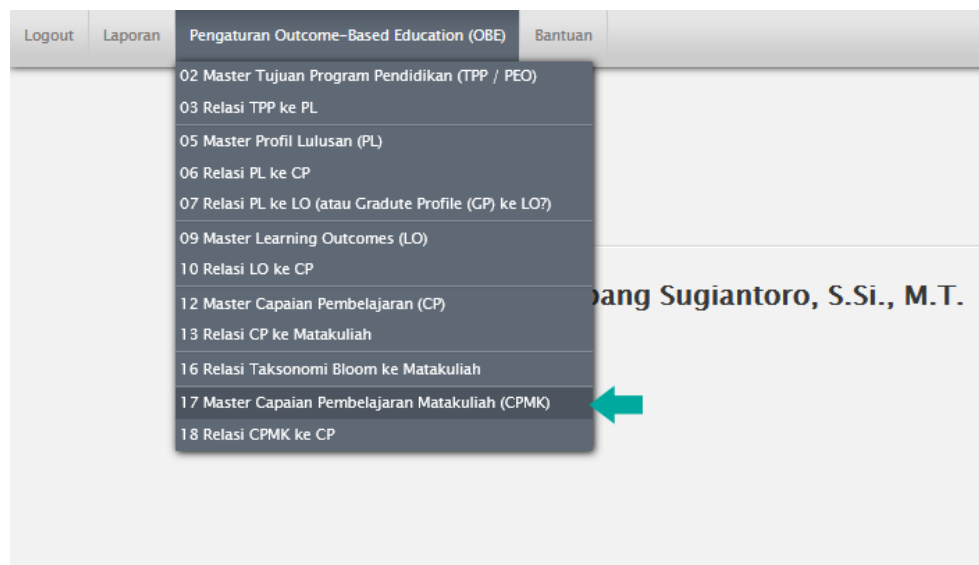 Logout Laporan Pengaturan Outcome-Based Education (OBE) Bantuan
02 Master Tujuan Program Pendidikan (TPP / PEO)
03 Relasi TPP ke PL
05 Master Profil Lulusan (PL)
06 Relasi PL ke CP
07 Relasi PL ke LO (atau Gradute Profile (GP) ke LO?)
09 Master Learning Outcomes (LO)
10 Relasi LO ke CP
12 Master Capaian Pembelajaran (CP)
13 Relasi CP ke Matakuliah
16 Relasi Taksonomi Bloom ke Matakuliah
17 Master Capaian Pembelajaran Matakuliah (CPMK)
18 Relasi CPMK ke CP
Sugiantoro, S.Si., M.T.